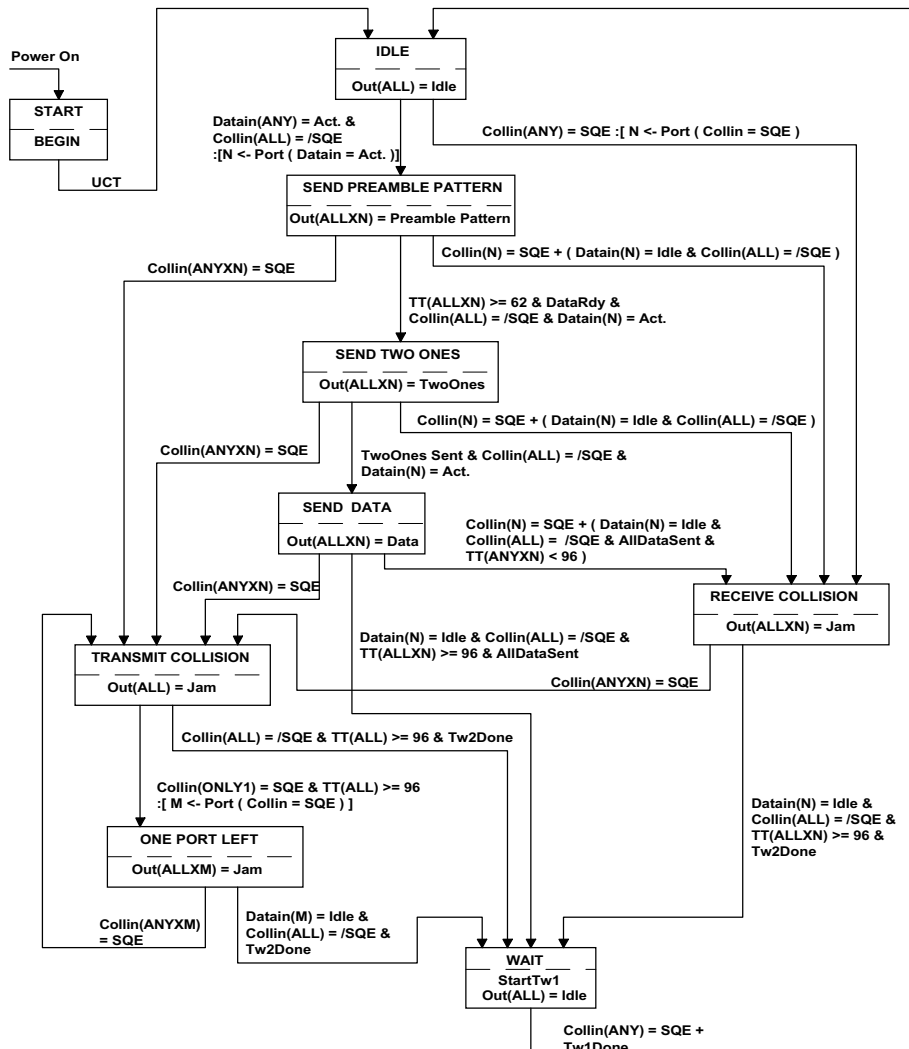 IDLE
Out(ALL) = Idle
Power On
START
BEGIN
UCT
Datain(ANY) = Act. &
Collin(ALL) = /SQE
:[N <- Port ( Datain = Act. )]
Collin(ANY) = SQE :[ N <- Port ( Collin = SQE )
SEND PREAMBLE PATTERN
Out(ALLXN) = Preamble Pattern
Collin(ANYXN) = SQE
Collin(N) = SQE + ( Datain(N) = Idle & Collin(ALL) = /SQE )
TT(ALLXN) >= 62 & DataRdy &
Collin(ALL) = /SQE & Datain(N) = Act.
SEND TWO ONES
Out(ALLXN) = TwoOnes
Collin(N) = SQE + ( Datain(N) = Idle & Collin(ALL) = /SQE )
Collin(ANYXN) = SQE
TwoOnes Sent & Collin(ALL) = /SQE &
Datain(N) = Act.
SEND DATA
Out(ALLXN) = Data
Collin(N) = SQE + ( Datain(N) = Idle &
Collin(ALL) = /SQE & AllDataSent &
TT(ANYXN) < 96 )
Collin(ANYXN) = SQE
RECEIVE COLLISION
Out(ALLXN) = Jam
Datain(N) = Idle & Collin(ALL) = /SQE &
TT(ALLXN) >= 96 & AllDataSent
TRANSMIT COLLISION
Out(ALL) = Jam
Collin(ANYXN) = SQE
Collin(ALL) = /SQE & TT(ALL) >= 96 & Tw2Done
Collin(ONLY1) = SQE & TT(ALL) >= 96
:[ M <- Port ( Collin = SQE ) ]
Datain(N) = Idle &
Collin(ALL) = /SQE &
TT(ALLXN) >= 96 &
Tw2Done
ONE PORT LEFT
Out(ALLXM) = Jam
Collin(ANYXM)
= SQE
Datain(M) = Idle &
Collin(ALL) = /SQE &
Tw2Done
WAIT
StartTw1
Out(ALL) = Idle
Collin(ANY) = SQE +
Tw1Done